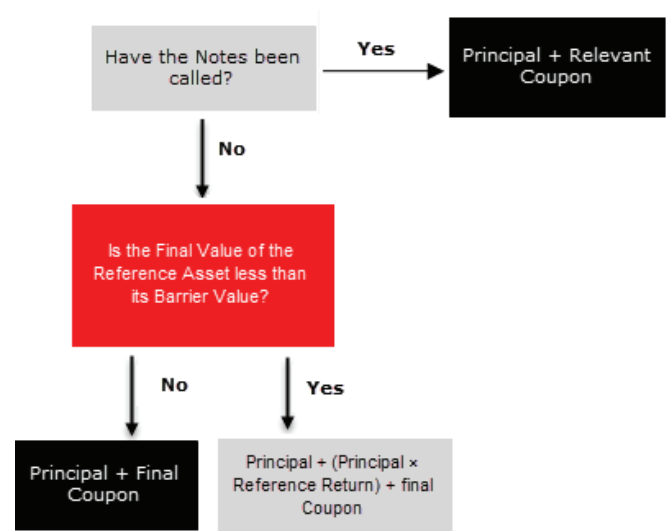 Have the Notes been
called?
Yes
Principal + Relevant
Coupon
No
Is the Final Value of the
Reference Asset less than
its Barrier Value?
No
Yes
Principal + Final
Coupon
Principal + (Principal ×
Reference Return) + final
Coupon